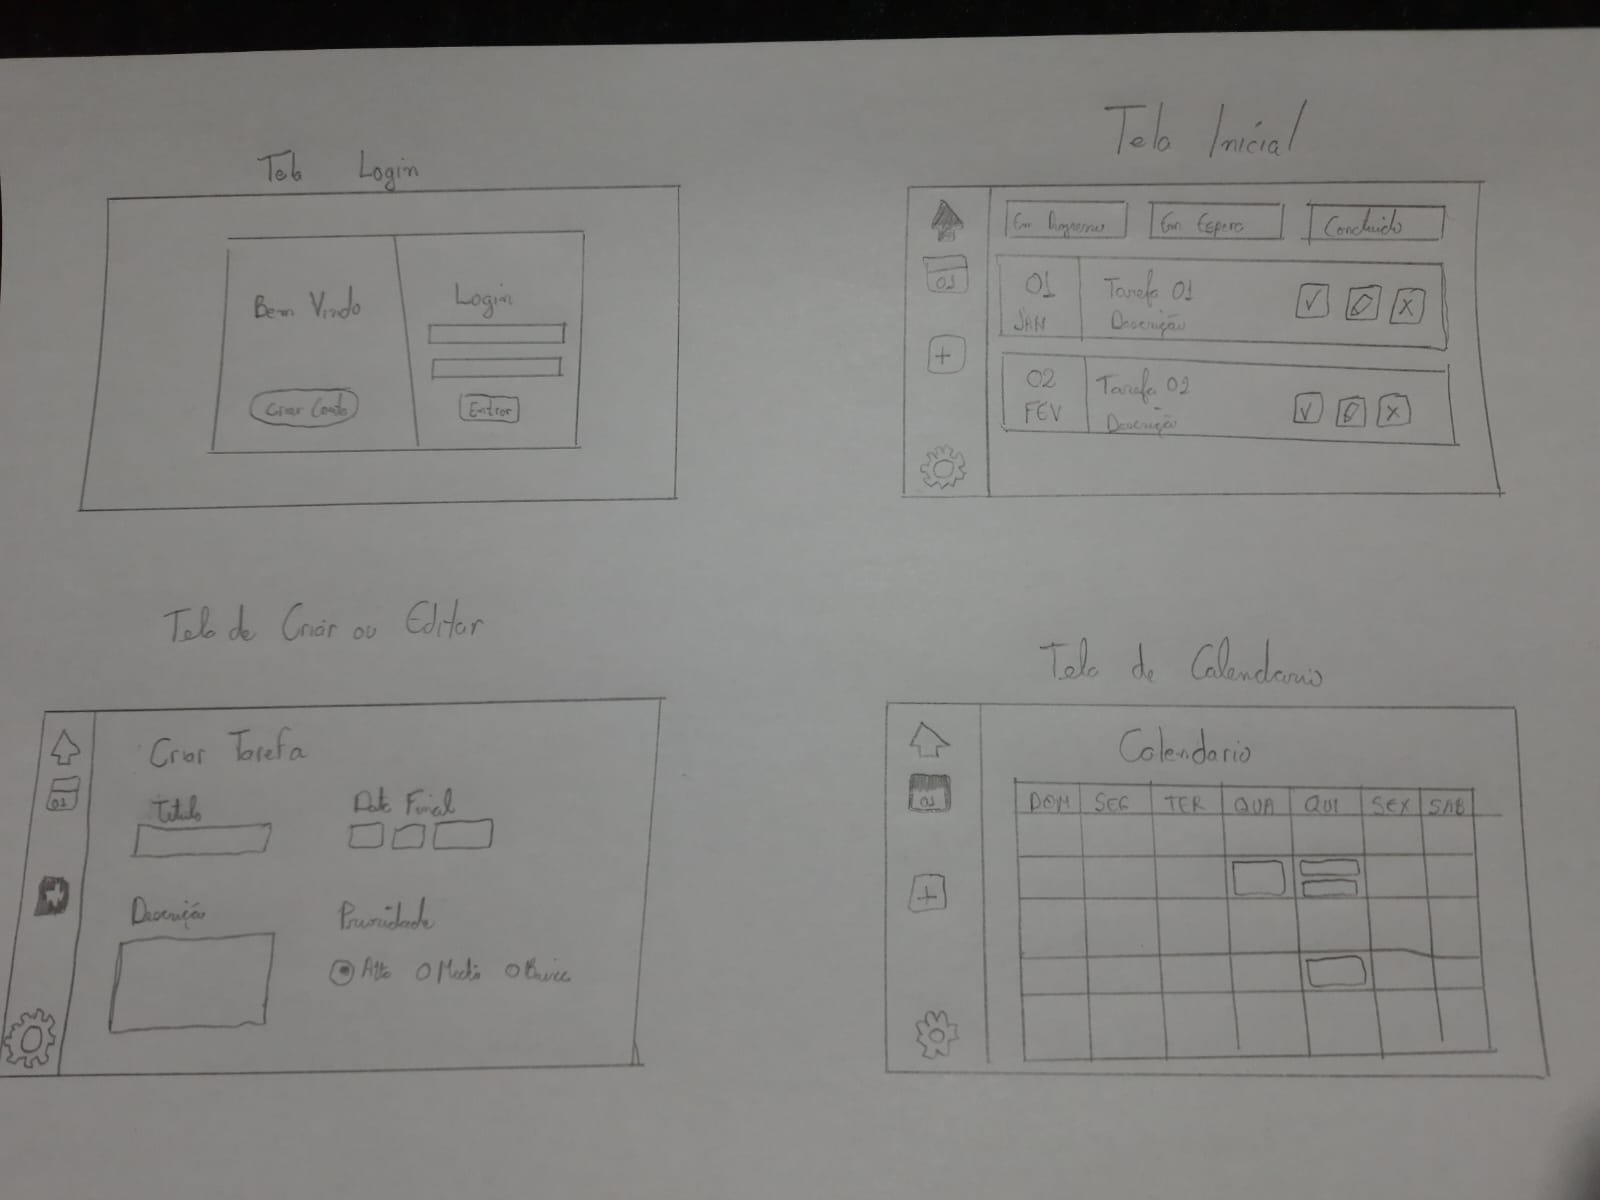 Tela Login
Bem Vindo
Criar Conta
Login
Entrar
Tela Inicial
Em Progresso
Em Espera
Concluido
01
01
JAN
Tarefa 01
Descrição
02
FEV
Tarefa 02
Descrição
Tela de Criar ou Editar
01
Criar Tarefa
Titulo
Data Final
Descrição
Prioridade
Alta
Media
Baixa
Tela de Calendario
01
Calendario
DOM SEG TER QUA QUI SEX SAB